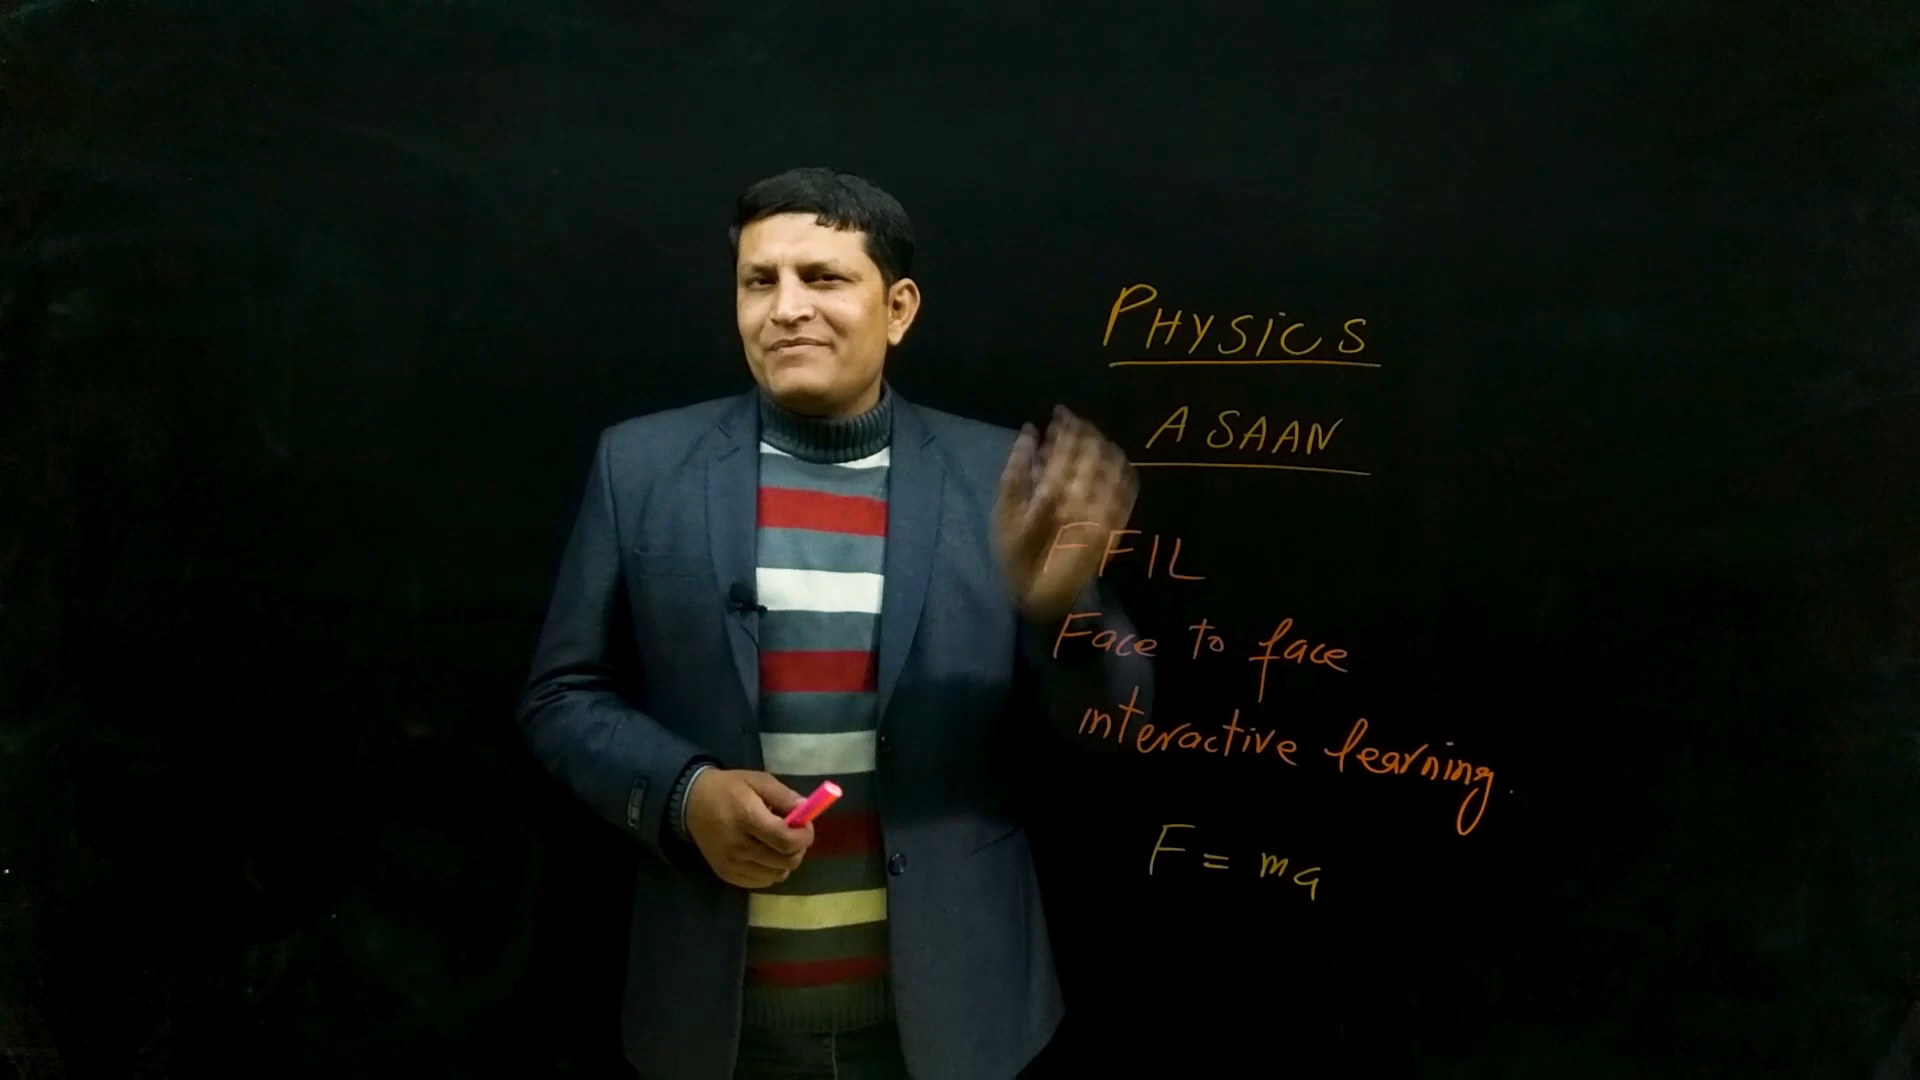 PHYSiCS
ASAAN
FFIL
Face to face
interactive learning
F = ma